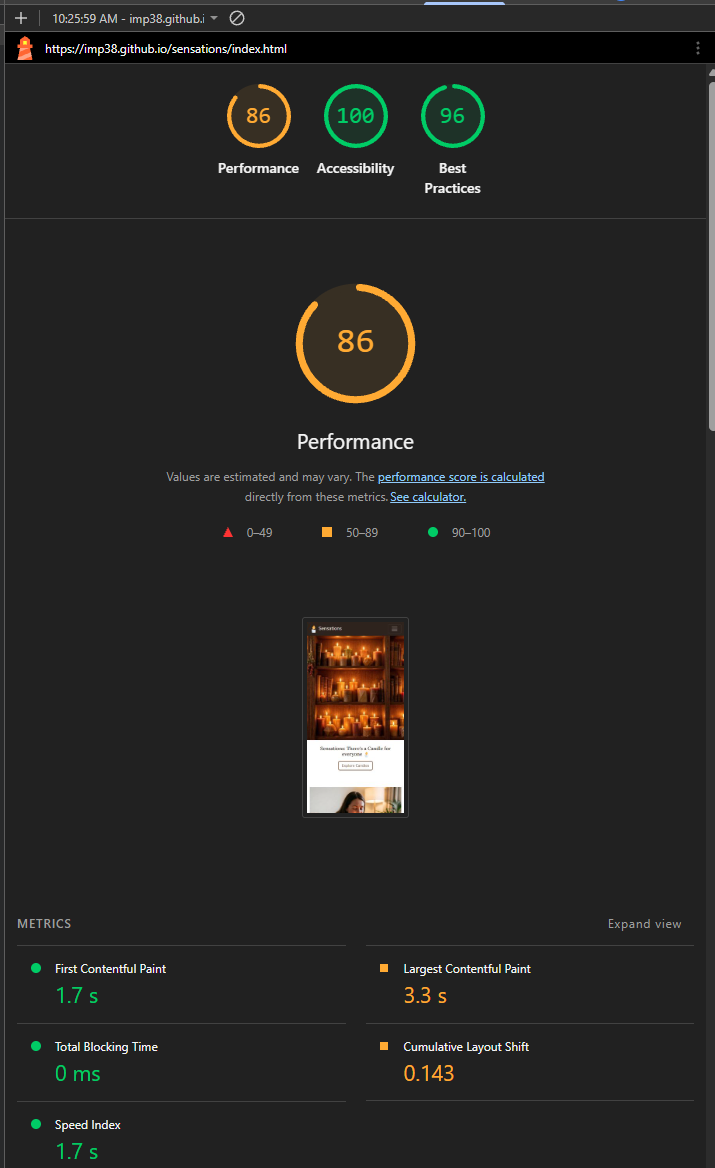 10:25:59 AM - imp38.github.i
https://imp38.github.io/sensations/index.html
86
100
96
Performance
Accessibility
Best
Practices
86
Performance
Values are estimated and may vary. The performance score is calculated
directly from these metrics. See calculator.
0–49
50–89
90–100
Sensations
Sensations: There's a Candle for
everyone
Explore Candles
METRICS
Expand view
First Contentful Paint
1.7 s
Largest Contentful Paint
3.3 s
Total Blocking Time
0 ms
Cumulative Layout Shift
0.143
Speed Index
1.7 s